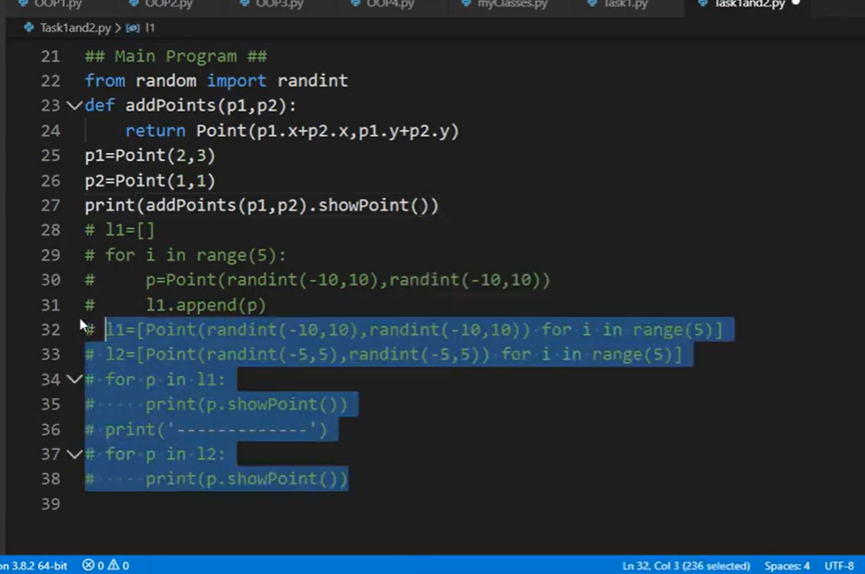 OOP1.py OOP2.py OOP3.py OOP4.py myClasses.py Task1.py Task1and2.py
Task1and2.py > l1
21 ## Main Program ##
22 from random import randint
23 def addPoints(p1,p2):
24 return Point(p1.x+p2.x,p1.y+p2.y)
25 p1=Point(2,3)
26 p2=Point(1,1)
27 print(addPoints(p1,p2).showPoint())
28 # l1=[]
29 # for i in range(5):
30 # p=Point(randint(-10,10),randint(-10,10))
31 # l1.append(p)
32 # l1=[Point(randint(-10,10),randint(-10,10)) for i in range(5)]
33 # l2=[Point(randint(-5,5),randint(-5,5)) for i in range(5)]
34 # for p in l1:
35 # print(p.showPoint())
36 # print('-------------')
37 # for p in l2:
38 # print(p.showPoint())
39
on 3.8.2 64-bit 0 0 Ln 32, Col 3 (236 selected) Spaces: 4 UTF-8